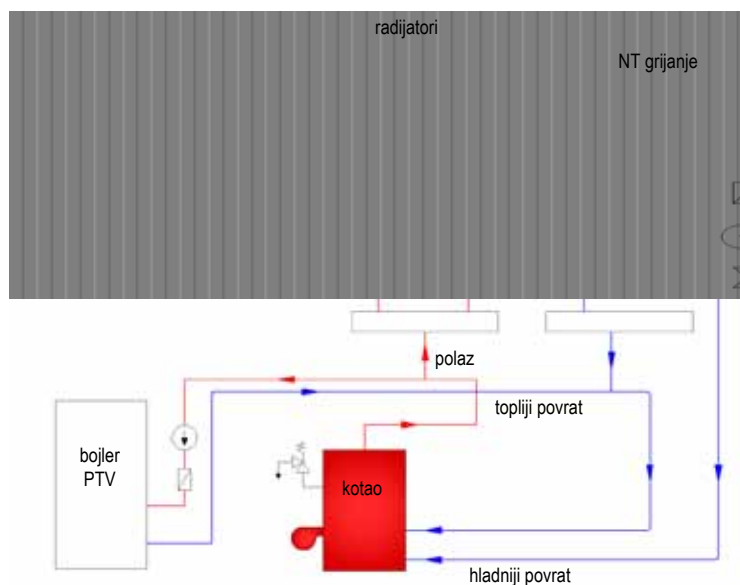 radijatori
NT grijanje
polaz
topliji povrat
bojler
PTV
kotao
hladniji povrat